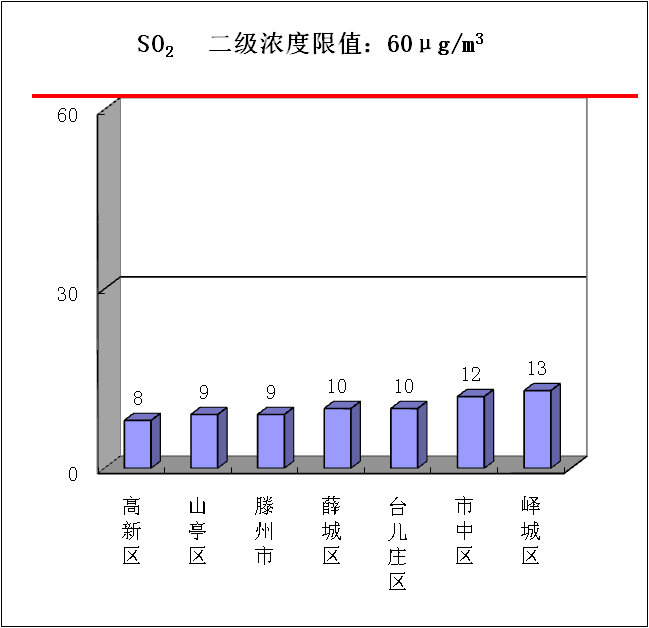 SO₂ 二级浓度限值：60μg/m³
60
30
0
8
9
9
10
10
12
13
高新区
山亭区
滕州市
薛城区
台儿庄区
市中区
峄城区